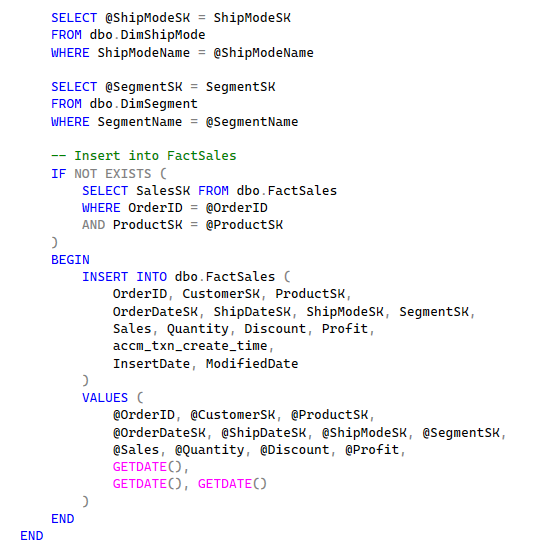 SELECT @ShipModeSK = ShipModeSK
FROM dbo.DimShipMode
WHERE ShipModeName = @ShipModeName
SELECT @SegmentSK = SegmentSK
FROM dbo.DimSegment
WHERE SegmentName = @SegmentName
-- Insert into FactSales
IF NOT EXISTS (
SELECT SalesSK FROM dbo.FactSales
WHERE OrderID = @OrderID
AND ProductSK = @ProductSK
)
BEGIN
INSERT INTO dbo.FactSales (
OrderID, CustomerSK, ProductSK,
OrderDateSK, ShipDateSK, ShipModeSK, SegmentSK,
Sales, Quantity, Discount, Profit,
accm_txn_create_time,
InsertDate, ModifiedDate
)
VALUES (
@OrderID, @CustomerSK, @ProductSK,
@OrderDateSK, @ShipDateSK, @ShipModeSK, @SegmentSK,
@Sales, @Quantity, @Discount, @Profit,
GETDATE(),
GETDATE(), GETDATE()
)
END
END